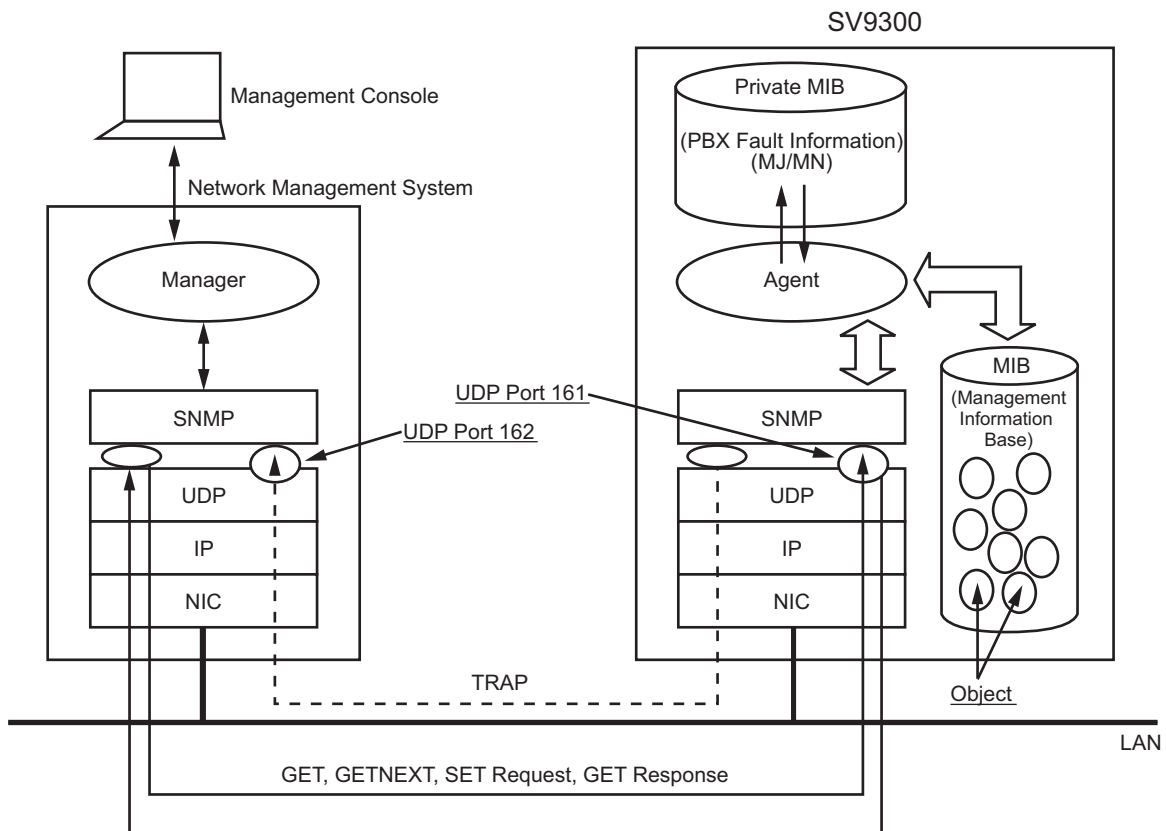 SV9300
Management Console
Network Management System
Manager
SNMP
UDP Port 162
UDP
IP
NIC
Private MIB
(PBX Fault Information)
(MJ/MN)
Agent
UDP Port 161
SNMP
UDP
IP
NIC
MIB
(Management
Information
Base)
Object
TRAP
LAN
GET, GETNEXT, SET Request, GET Response